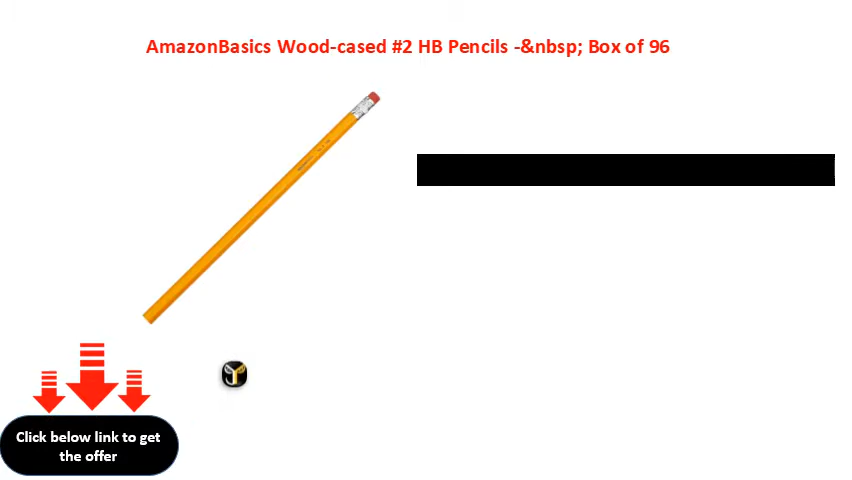 AmazonBasics Wood-cased #2 HB Pencils -&nbsp; Box of 96
Click below link to get
the offer